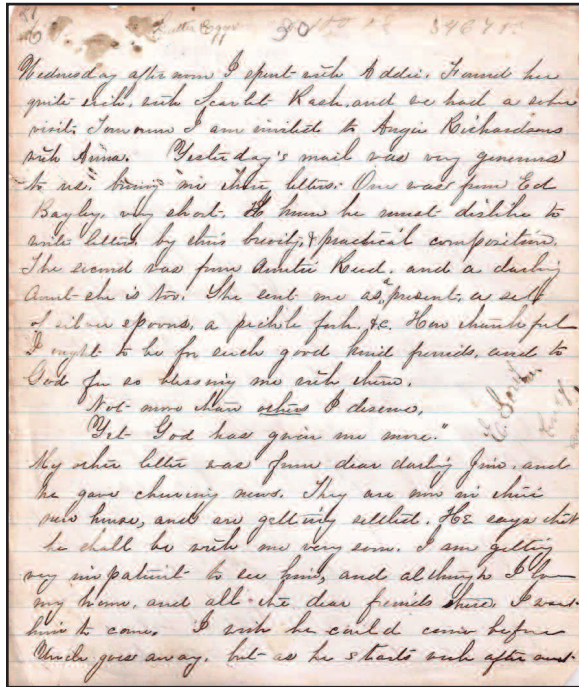 30
Wednesday afternoon I spent with Addie. Found her
quite sick, with Scarlet Rash, and we had a sober
visit. Tomorrow I am invited to Angie Richardsons
with Anna. Yesterday's mail was very generous
to us, bring me three letters. One was from Ed
Bayley, very short. I know he must dislike to
write letters by this brevity, & practical composition.
The second was from Auntie Reed, and a darling
Aunt she is too. She sent me as "present, a set
of silver spoons, a pickle fork, &c. How thankful
I ought to be for such good kind friends, and to
God for so blessing me with them.
Not more than others I deserve,
Yet God has given me more."
My other letter was from dear darling Jim, and
he gave cheering news. They are now in their
new house, and are getting settled. He says that
he shall be with me very soon. I am getting
very impatient to see him, and although I love
my home, and all the dear friends here I want
him to come. I wish he could come before
Uncle goes away, but as he starts week after next